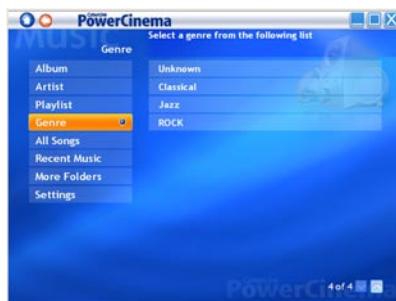 CyberLink
PowerCinema
MUSIC
Select a genre from the following list
Genre
Album
Artist
Playlist
Genre
All Songs
Recent Music
More Folders
Settings
Unknown
Classical
Jazz
ROCK
4 of 4
PowerCinema